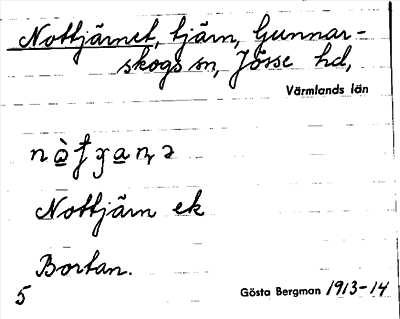 Nottjärnet, tjärn, Gunnar-
skogs sn, Jösse hd,
Värmlands län
Nottjärn ek
Bortan.
5 Gösta Bergman 1913-14